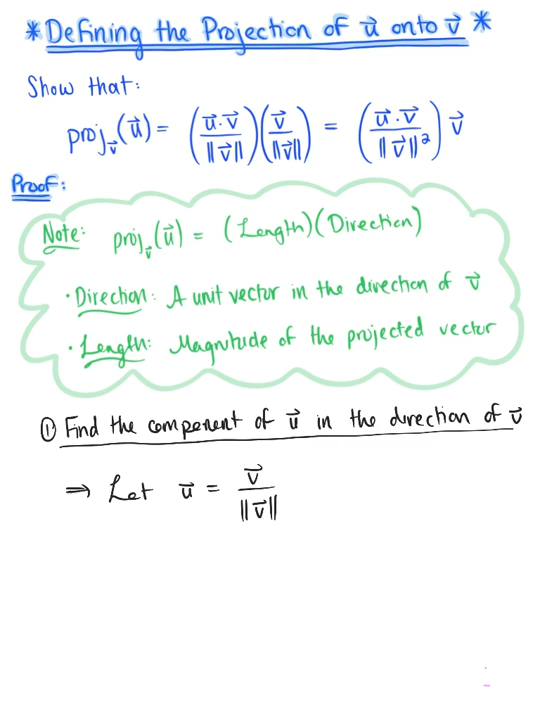 *Defining the Projection of u⃗ onto v⃗*
Show that:
proj_v⃗(u⃗) = (u⃗·v⃗ / ||v⃗||)(v⃗ / ||v⃗||) = (u⃗·v⃗ / ||v⃗||²) v⃗
Proof:
Note: proj_v⃗(u⃗) = (Length)(Direction)
· Direction: A unit vector in the direction of v⃗
· Length: Magnitude of the projected vector
① Find the component of u⃗ in the direction of v⃗
⇒ Let u⃗ = v⃗ / ||v⃗||